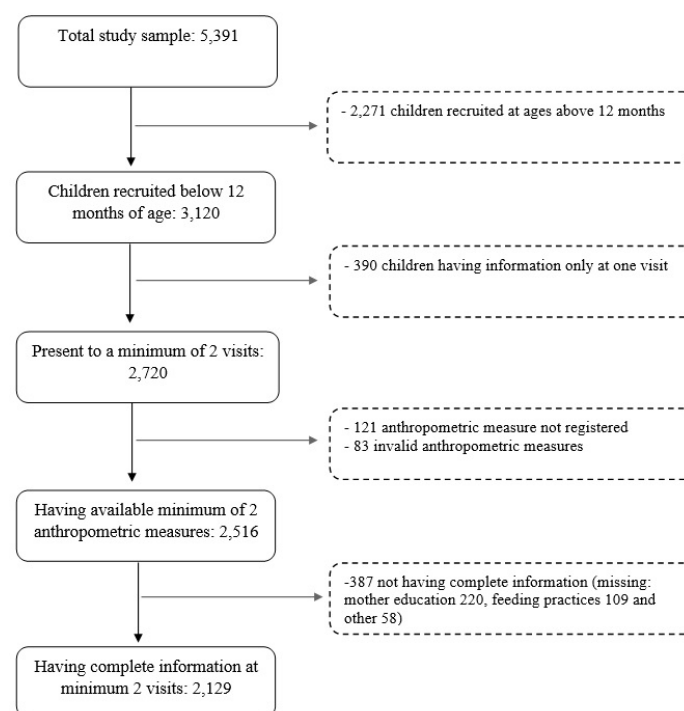 Total study sample: 5,391
- 2,271 children recruited at ages above 12 months
Children recruited below 12
months of age: 3,120
- 390 children having information only at one visit
Present to a minimum of 2 visits:
2,720
- 121 anthropometric measure not registered
- 83 invalid anthropometric measures
Having available minimum of 2
anthropometric measures: 2,516
-387 not having complete information (missing:
mother education 220, feeding practices 109 and
other 58)
Having complete information at
minimum 2 visits: 2,129